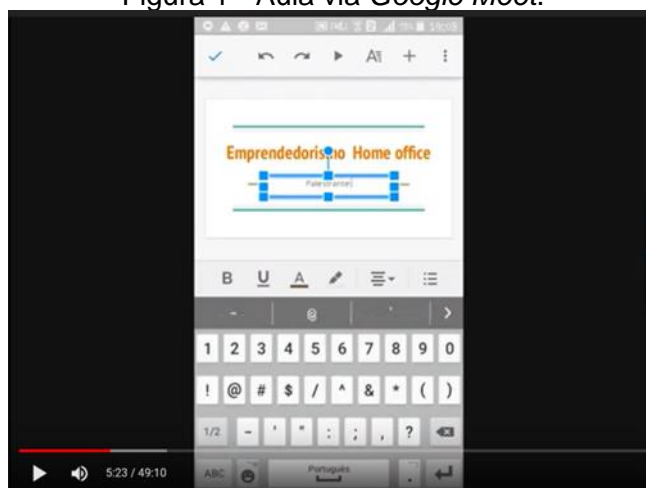 Figura 1 - Aula via Google Meet.
Emprendedorismo Home office
Palestrante
B U A
- @ '
1 2 3 4 5 6 7 8 9 0
! @ # $ / ^ & * ( )
1/2 - ' " : ; , ?
ABC Português .
5:23 / 49:10